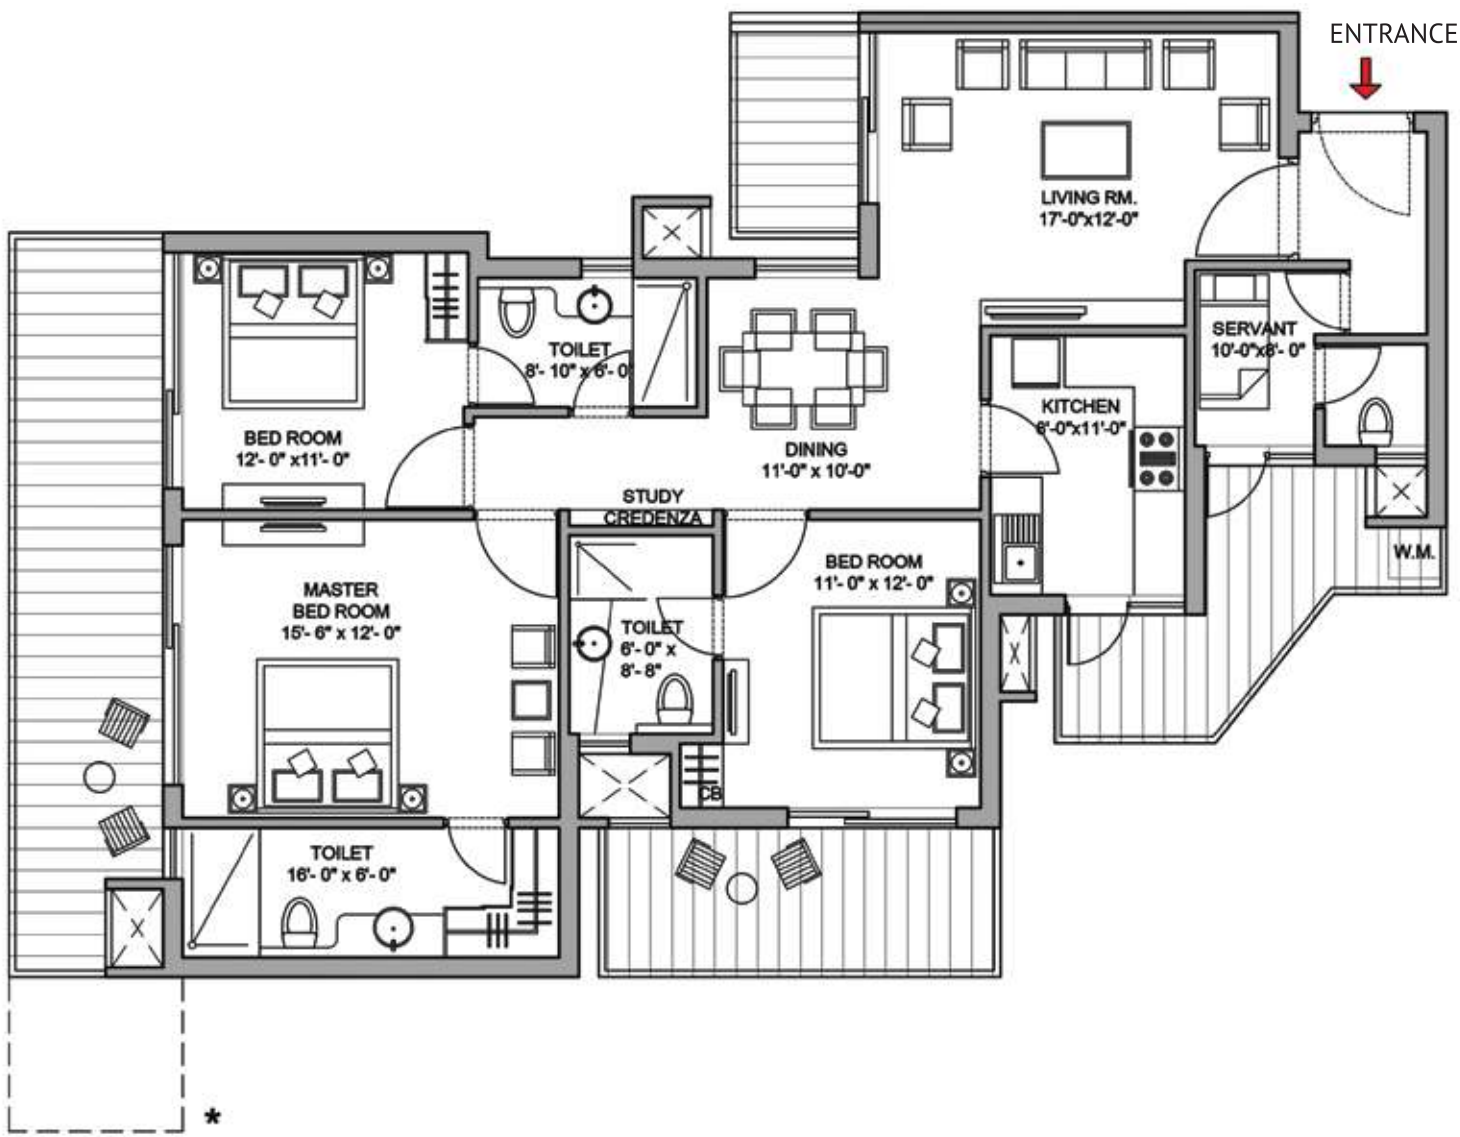 ENTRANCE
LIVING RM.
17'-0"x12'-0"
SERVANT
10'-0"x8'- 0"
TOILET
8'- 10" x 6'- 0"
KITCHEN
8'-0"x11'-0"
BED ROOM
12'- 0" x11'- 0"
DINING
11'-0" x 10'-0"
STUDY
CREDENZA
W.M.
BED ROOM
11'- 0" x 12'- 0"
MASTER
BED ROOM
15'- 6" x 12'- 0"
TOILET
6'- 0" x
8'- 8"
CB
TOILET
16'- 0" x 6'- 0"
*